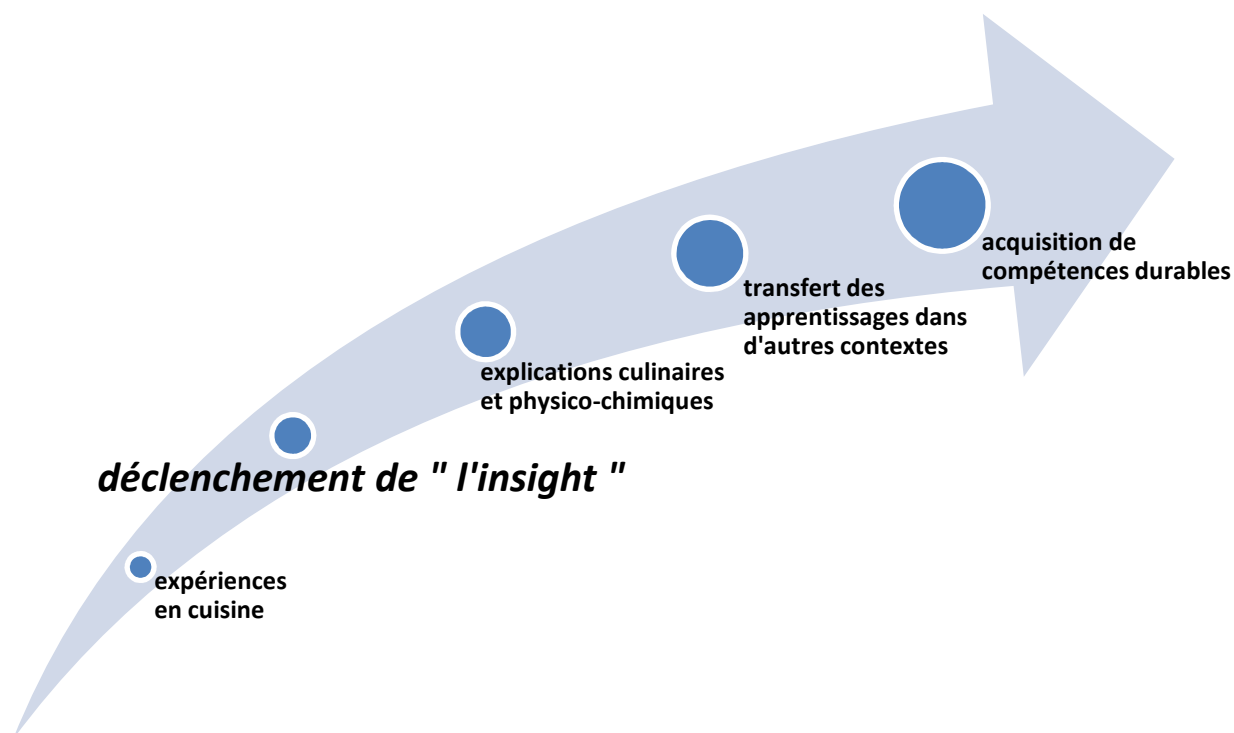 expériences
en cuisine
déclenchement de " l'insight "
explications culinaires
et physico-chimiques
transfert des
apprentissages dans
d'autres contextes
acquisition de
compétences durables